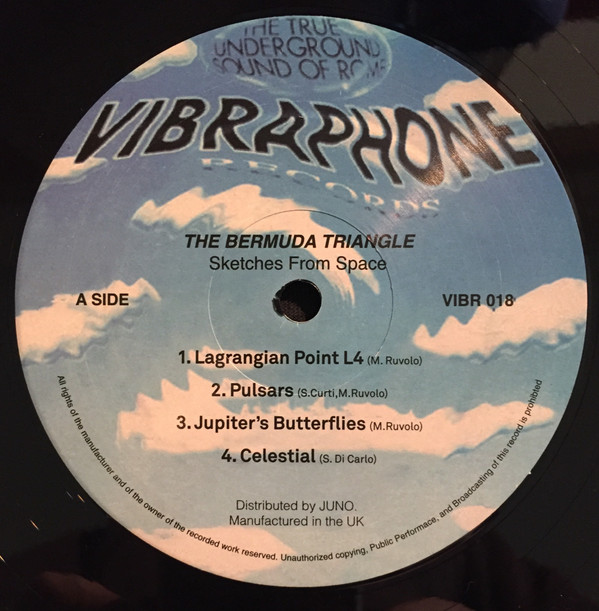 THE TRUE
UNDERGROUND
SOUND OF ROME
VIBRAPHONE
RECORDS
THE BERMUDA TRIANGLE
Sketches From Space
A SIDE
VIBR 018
1. Lagrangian Point L4 (M. Ruvolo)
2. Pulsars (S.Curti,M.Ruvolo)
3. Jupiter's Butterflies (M.Ruvolo)
4. Celestial (S. Di Carlo)
Distributed by JUNO.
Manufactured in the UK
All rights of the manufacturer and of the owner of the recorded work reserved. Unauthorized copying, Public Performace, and Broadcasting of this record is prohibted